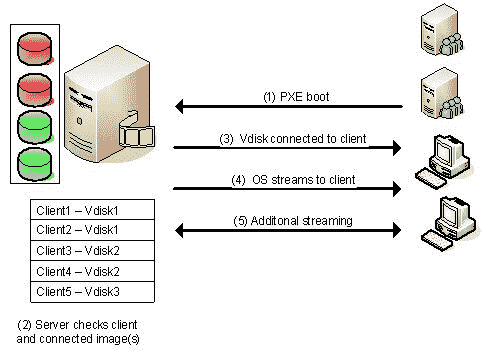 (1) PXE boot
(3) Vdisk connected to client
(4) OS streams to client
(5) Additonal streaming
Client1 – Vdisk1
Client2 – Vdisk1
Client3 – Vdisk2
Client4 – Vdisk2
Client5 – Vdisk3
(2) Server checks client
and connected image(s)